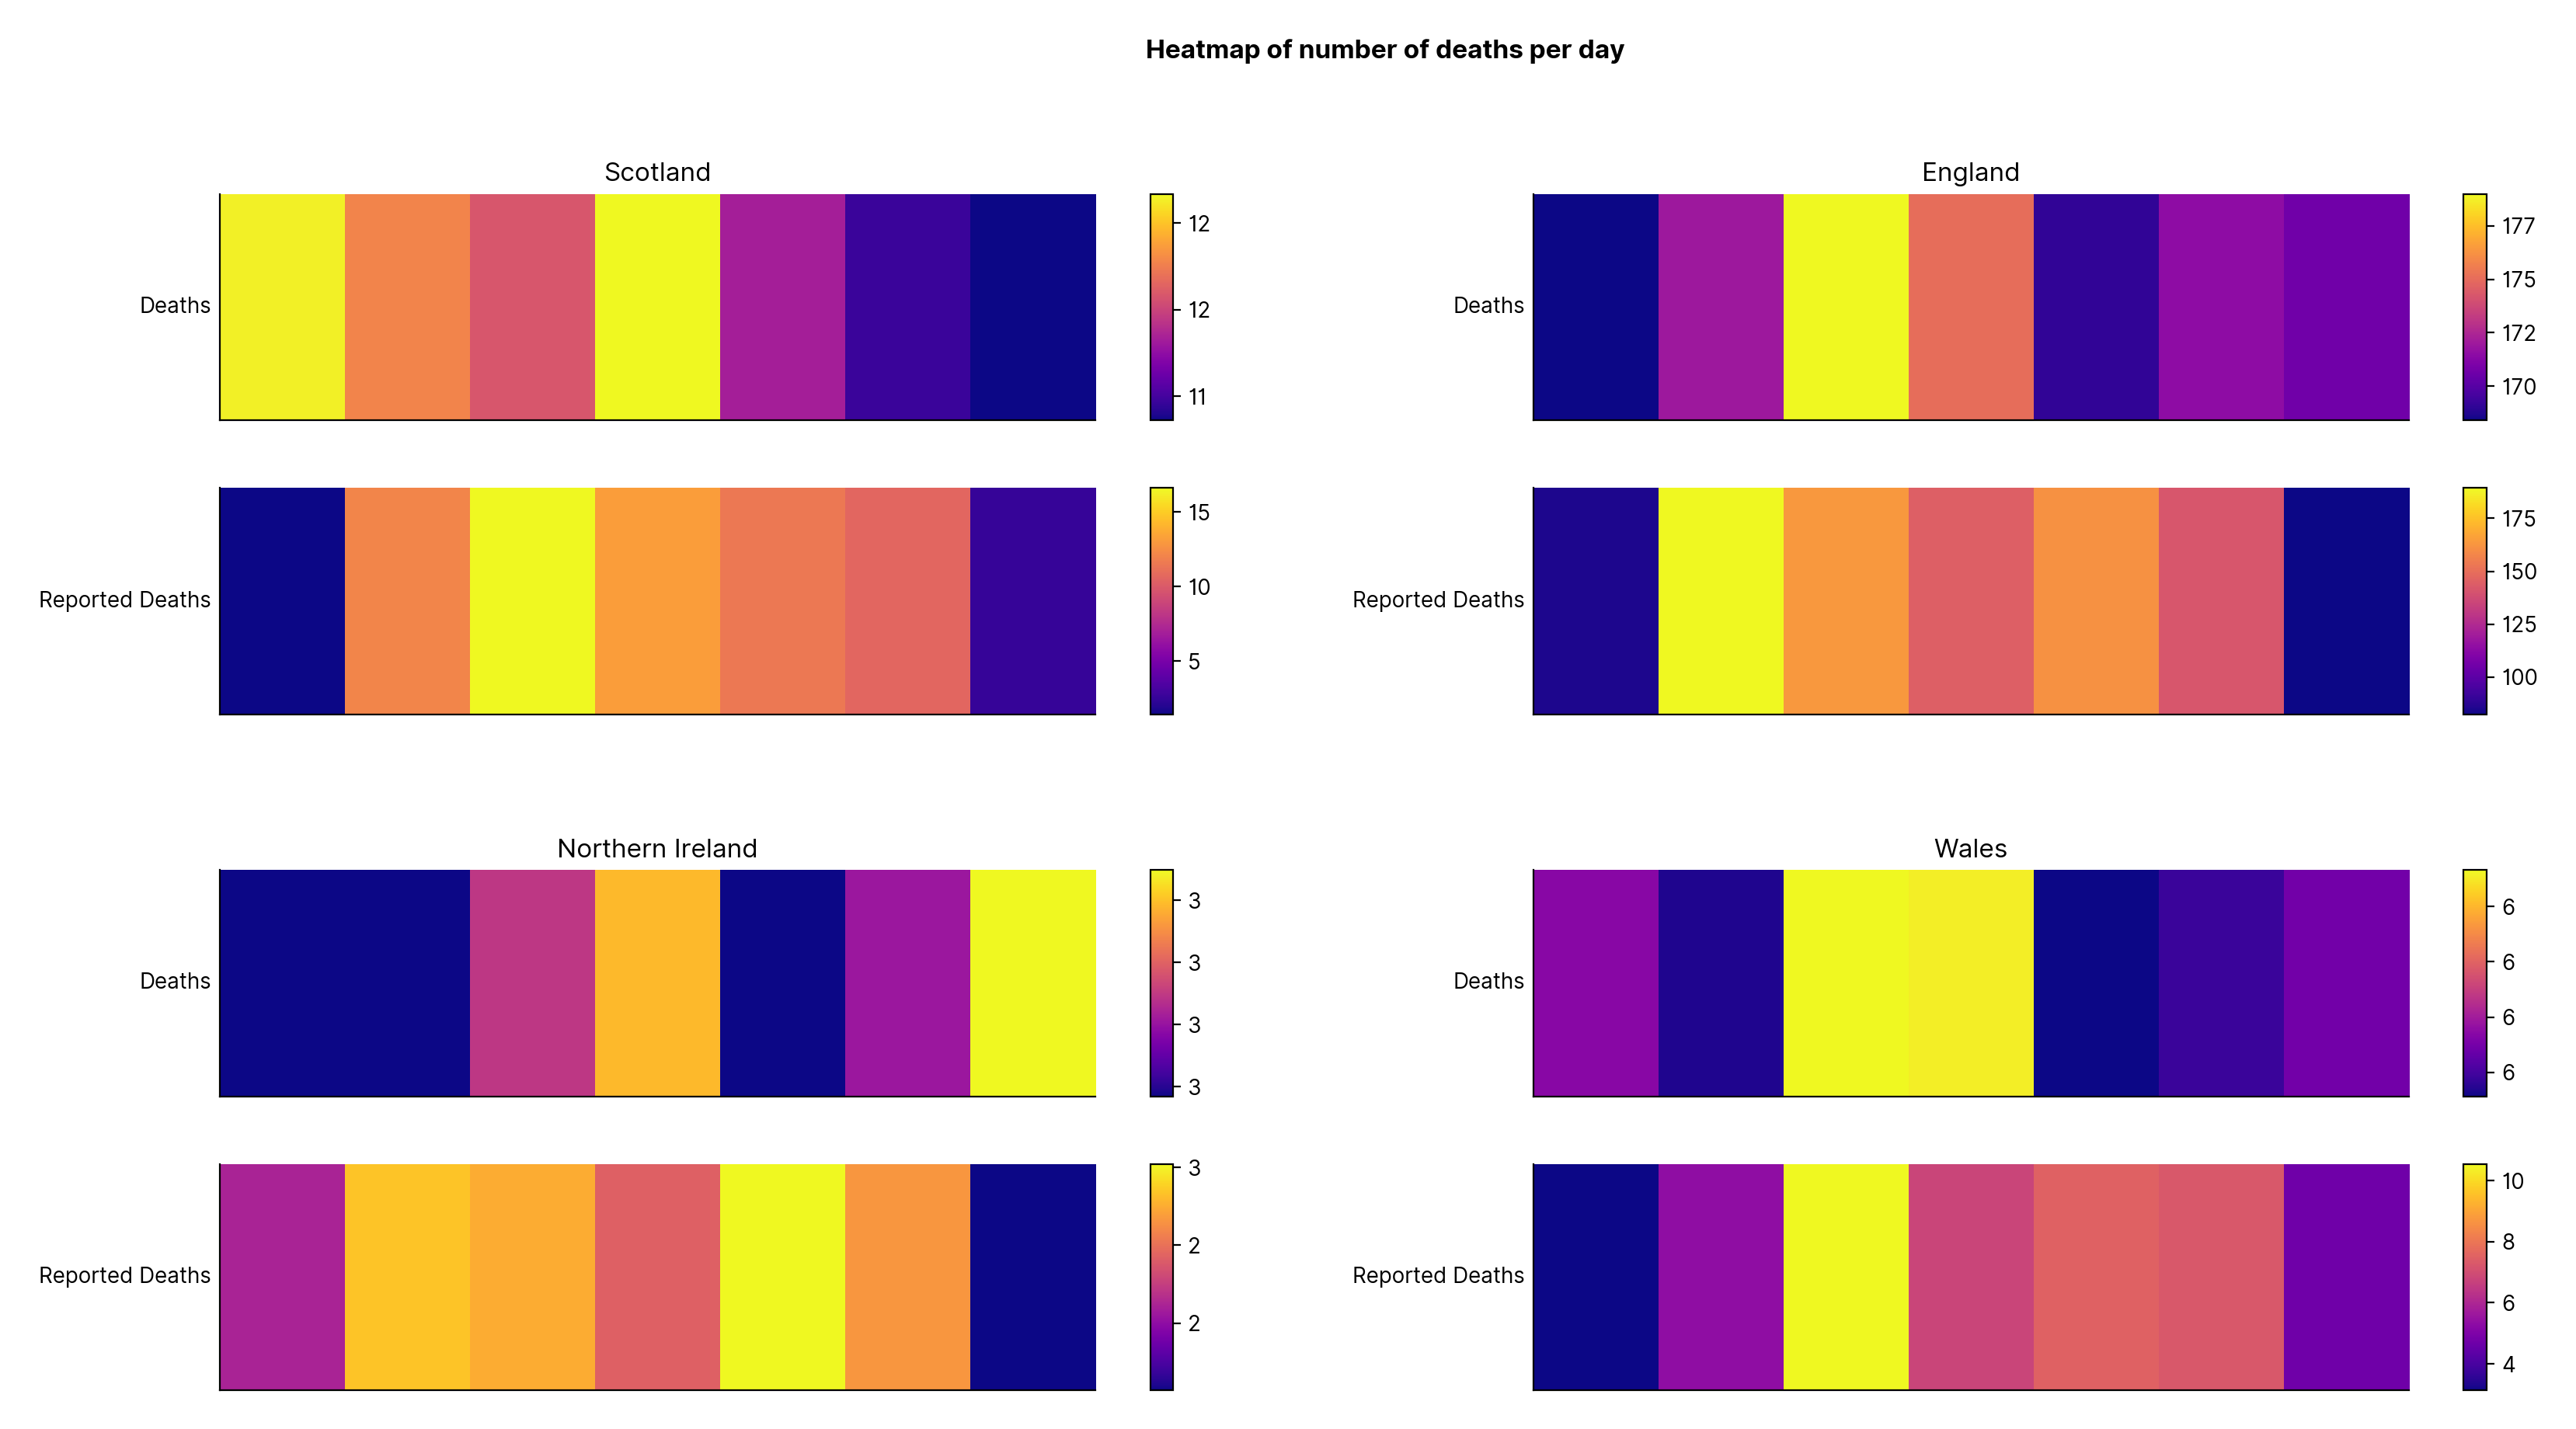 Heatmap of number of deaths per day
Scotland
Deaths
12
12
11
Reported Deaths
15
10
5
England
Deaths
177
175
172
170
Reported Deaths
175
150
125
100
Northern Ireland
Deaths
3
3
3
3
Reported Deaths
3
2
2
Wales
Deaths
6
6
6
6
Reported Deaths
10
8
6
4